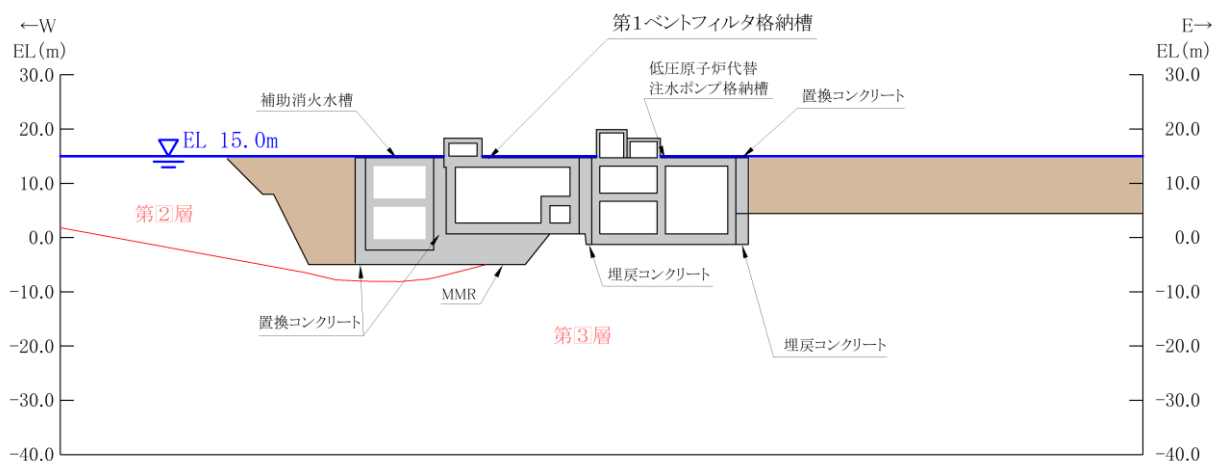 ←W
EL(m)
30.0
20.0
10.0
0.0
-10.0
-20.0
-30.0
-40.0
第1ベントフィルタ格納槽
低圧原子炉代替
注水ポンプ格納槽
補助消火水槽
置換コンクリート
EL 15.0m
第2層
埋戻コンクリート
MMR
置換コンクリート
第3層
埋戻コンクリート
E→
EL(m)
30.0
20.0
10.0
0.0
-10.0
-20.0
-30.0
-40.0